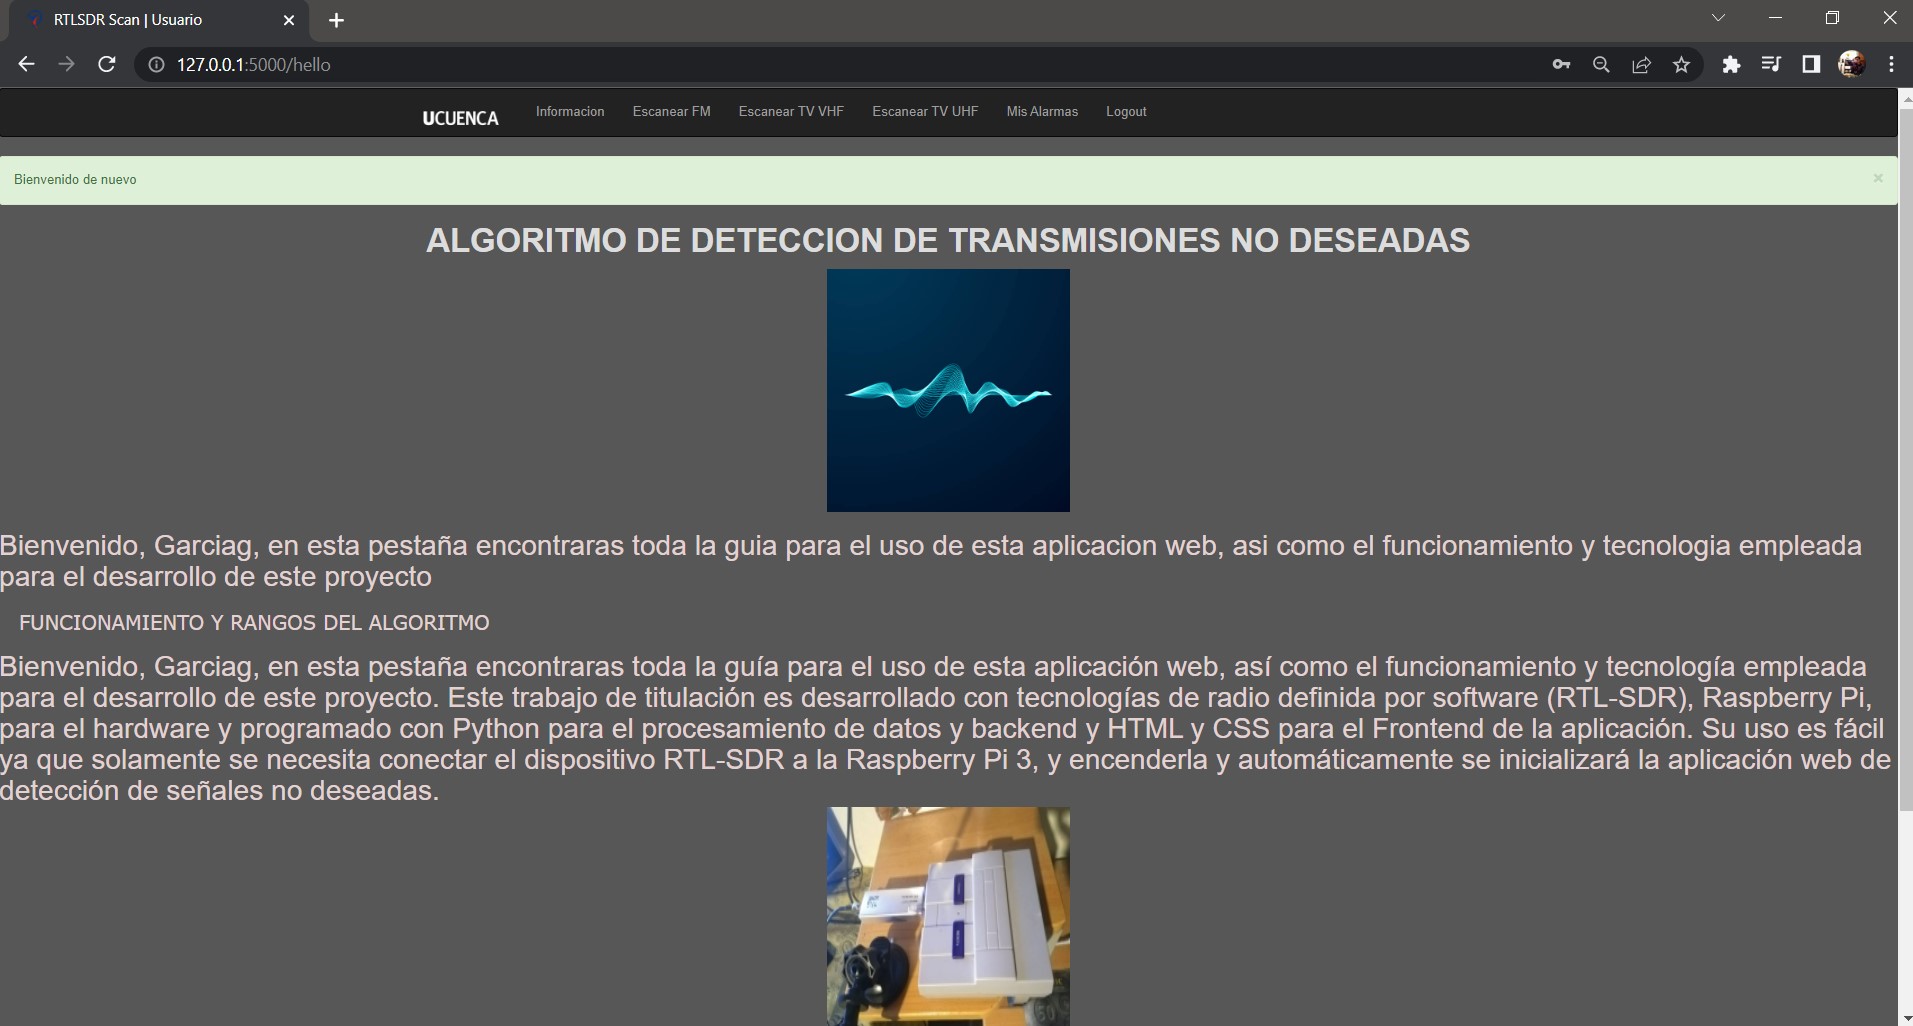 RTLSDR Scan | Usuario
127.0.0.1:5000/hello
UCUENCA Informacion Escanear FM Escanear TV VHF Escanear TV UHF Mis Alarmas Logout
Bienvenido de nuevo ×
ALGORITMO DE DETECCION DE TRANSMISIONES NO DESEADAS
Bienvenido, Garciag, en esta pestaña encontraras toda la guia para el uso de esta aplicacion web, asi como el funcionamiento y tecnologia empleada
para el desarrollo de este proyecto
FUNCIONAMIENTO Y RANGOS DEL ALGORITMO
Bienvenido, Garciag, en esta pestaña encontraras toda la guía para el uso de esta aplicación web, así como el funcionamiento y tecnología empleada
para el desarrollo de este proyecto. Este trabajo de titulación es desarrollado con tecnologías de radio definida por software (RTL-SDR), Raspberry Pi,
para el hardware y programado con Python para el procesamiento de datos y backend y HTML y CSS para el Frontend de la aplicación. Su uso es fácil
ya que solamente se necesita conectar el dispositivo RTL-SDR a la Raspberry Pi 3, y encenderla y automáticamente se inicializará la aplicación web de
detección de señales no deseadas.